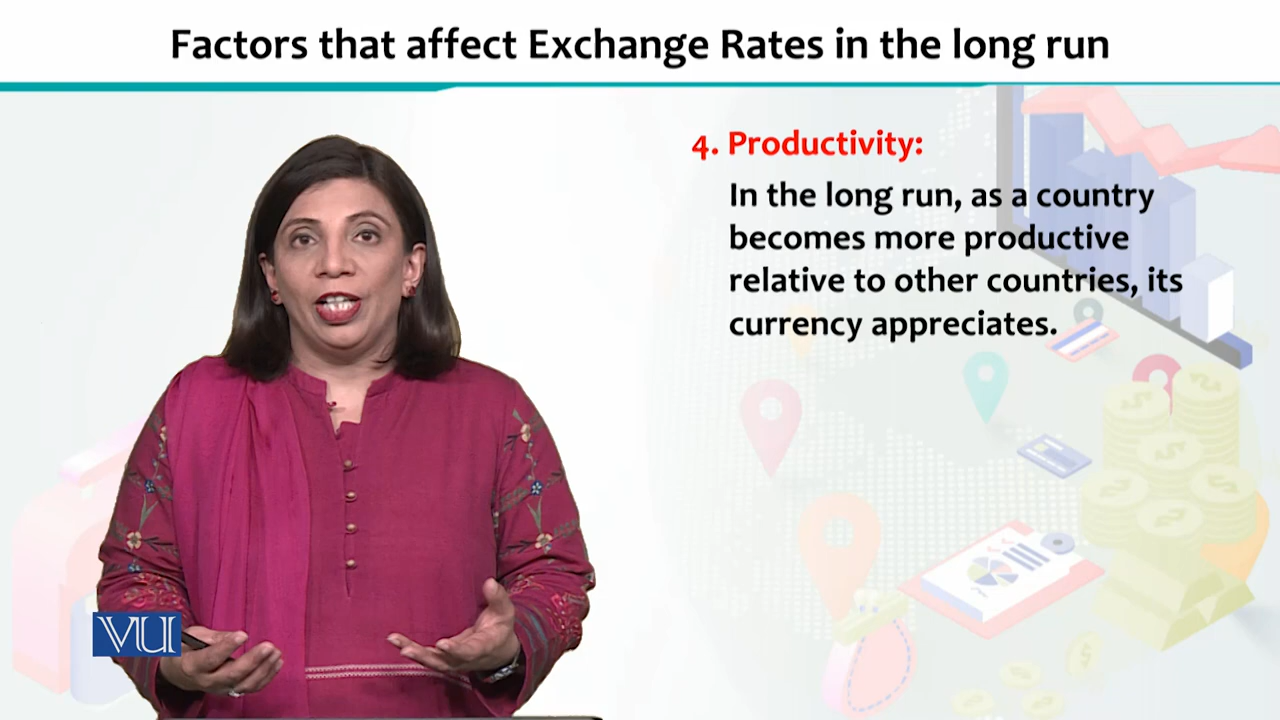 Factors that affect Exchange Rates in the long run
4. Productivity:
In the long run, as a country
becomes more productive
relative to other countries, its
currency appreciates.
VU